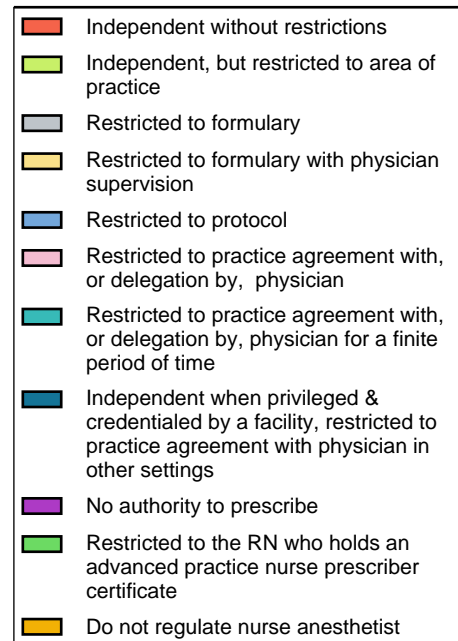 Independent without restrictions
Independent, but restricted to area of
practice
Restricted to formulary
Restricted to formulary with physician
supervision
Restricted to protocol
Restricted to practice agreement with,
or delegation by,  physician
Restricted to practice agreement with,
or delegation by, physician for a finite
period of time
Independent when privileged &
credentialed by a facility, restricted to
practice agreement with physician in
other settings
No authority to prescribe
Restricted to the RN who holds an
advanced practice nurse prescriber
certificate
Do not regulate nurse anesthetist